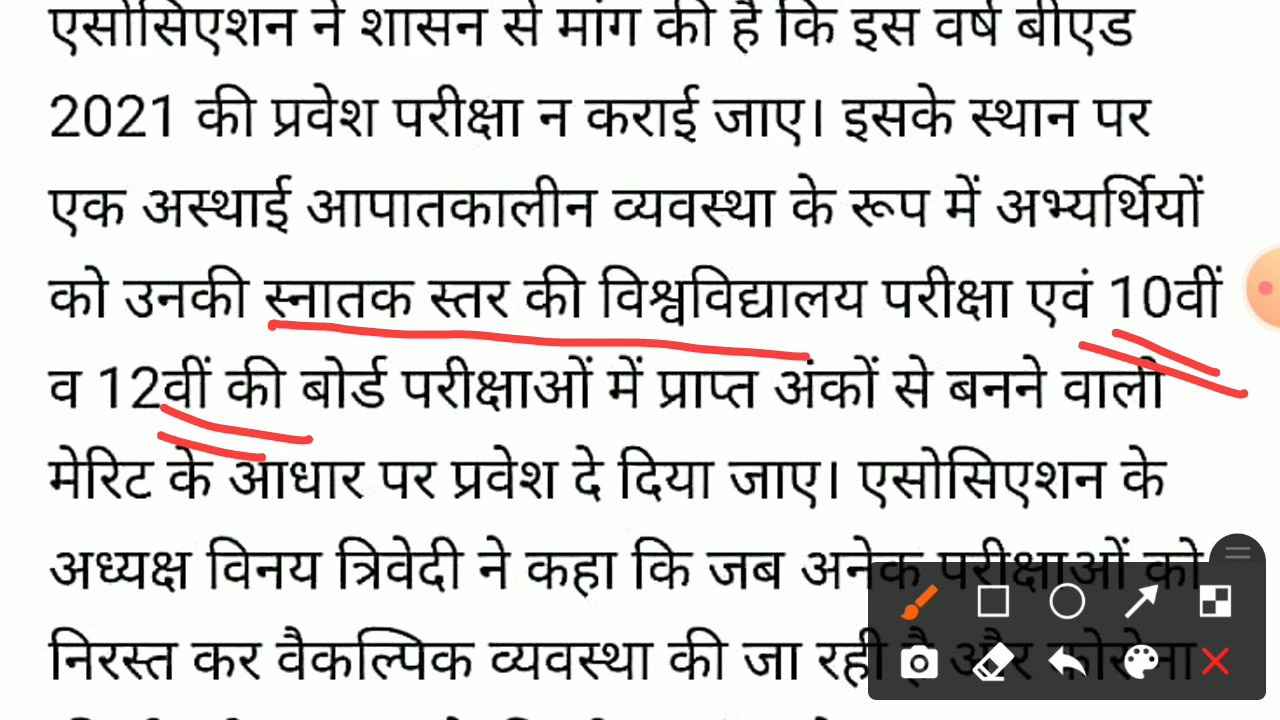 एसोसिएशन ने शासन से मांग की है कि इस वर्ष बीएड
2021 की प्रवेश परीक्षा न कराई जाए। इसके स्थान पर
एक अस्थाई आपातकालीन व्यवस्था के रूप में अभ्यर्थियों
को उनकी स्नातक स्तर की विश्वविद्यालय परीक्षा एवं 10वीं
व 12वीं की बोर्ड परीक्षाओं में प्राप्त अंकों से बनने वाली
मेरिट के आधार पर प्रवेश दे दिया जाए। एसोसिएशन के
अध्यक्ष विनय त्रिवेदी ने कहा कि जब अनेक परीक्षाओं को
निरस्त कर वैकल्पिक व्यवस्था की जा रही है और कोरोना